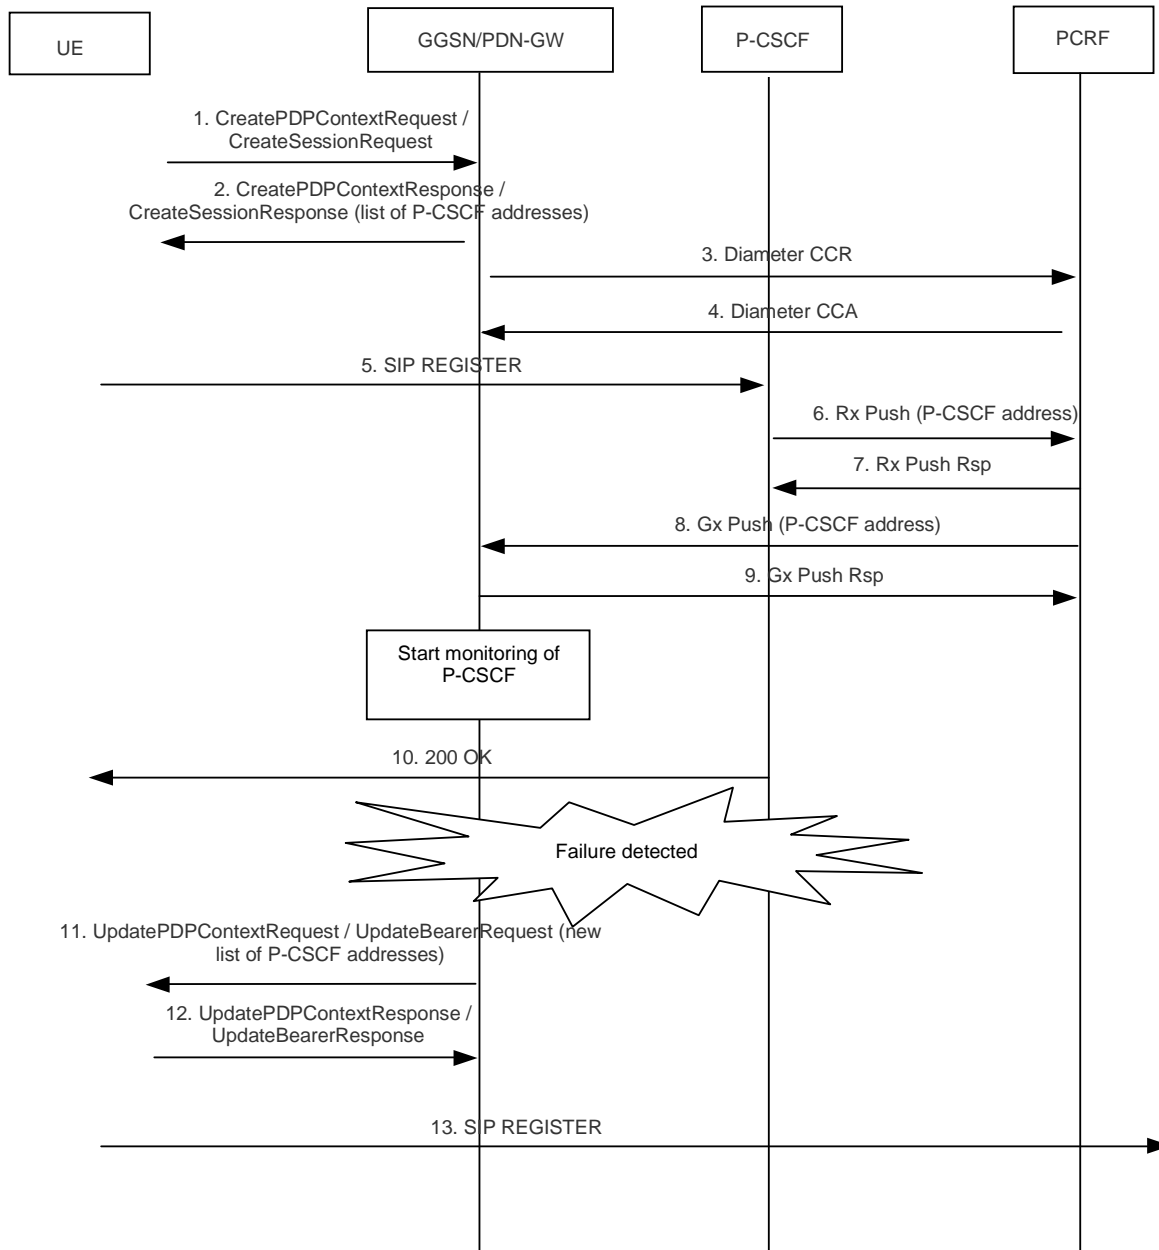 UE
GGSN/PDN-GW
P-CSCF
PCRF
1. CreatePDPContextRequest /
CreateSessionRequest
2. CreatePDPContextResponse /
CreateSessionResponse (list of P-CSCF addresses)
3. Diameter CCR
4. Diameter CCA
5. SIP REGISTER
6. Rx Push (P-CSCF address)
7. Rx Push Rsp
8. Gx Push (P-CSCF address)
9. Gx Push Rsp
Start monitoring of
P-CSCF
10. 200 OK
Failure detected
11. UpdatePDPContextRequest / UpdateBearerRequest (new
list of P-CSCF addresses)
12. UpdatePDPContextResponse /
UpdateBearerResponse
13. SIP REGISTER